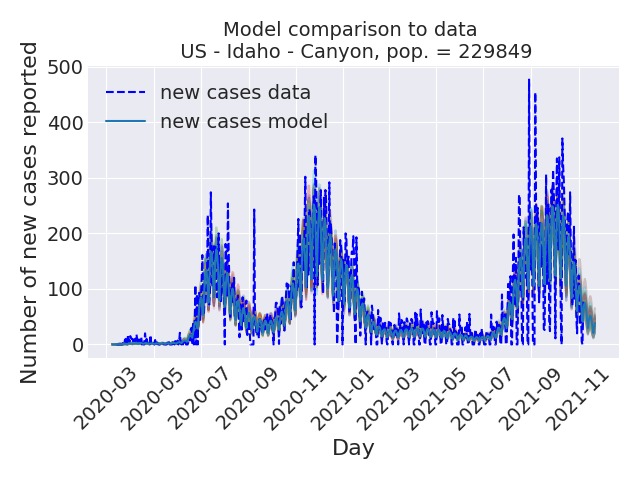 Model comparison to data
US - Idaho - Canyon, pop. = 229849
Number of new cases reported
500
400
300
200
100
0
new cases data
new cases model
2020-03
2020-05
2020-07
2020-09
2020-11
2021-01
2021-03
2021-05
2021-07
2021-09
2021-11
Day